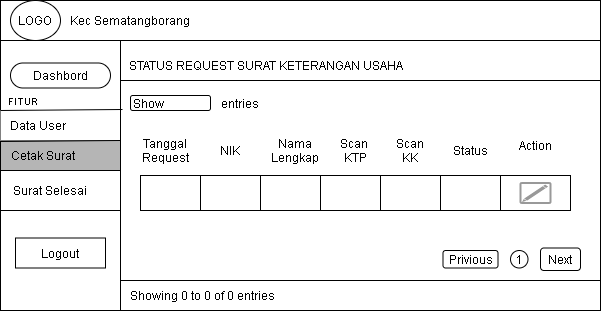 LOGO Kec Sematangborang
Dashbord
FITUR
Data User
Cetak Surat
Surat Selesai
Logout
STATUS REQUEST SURAT KETERANGAN USAHA
Show entries
Tanggal Request
NIK
Nama Lengkap
Scan KTP
Scan KK
Status
Action
Privious 1 Next
Showing 0 to 0 of 0 entries